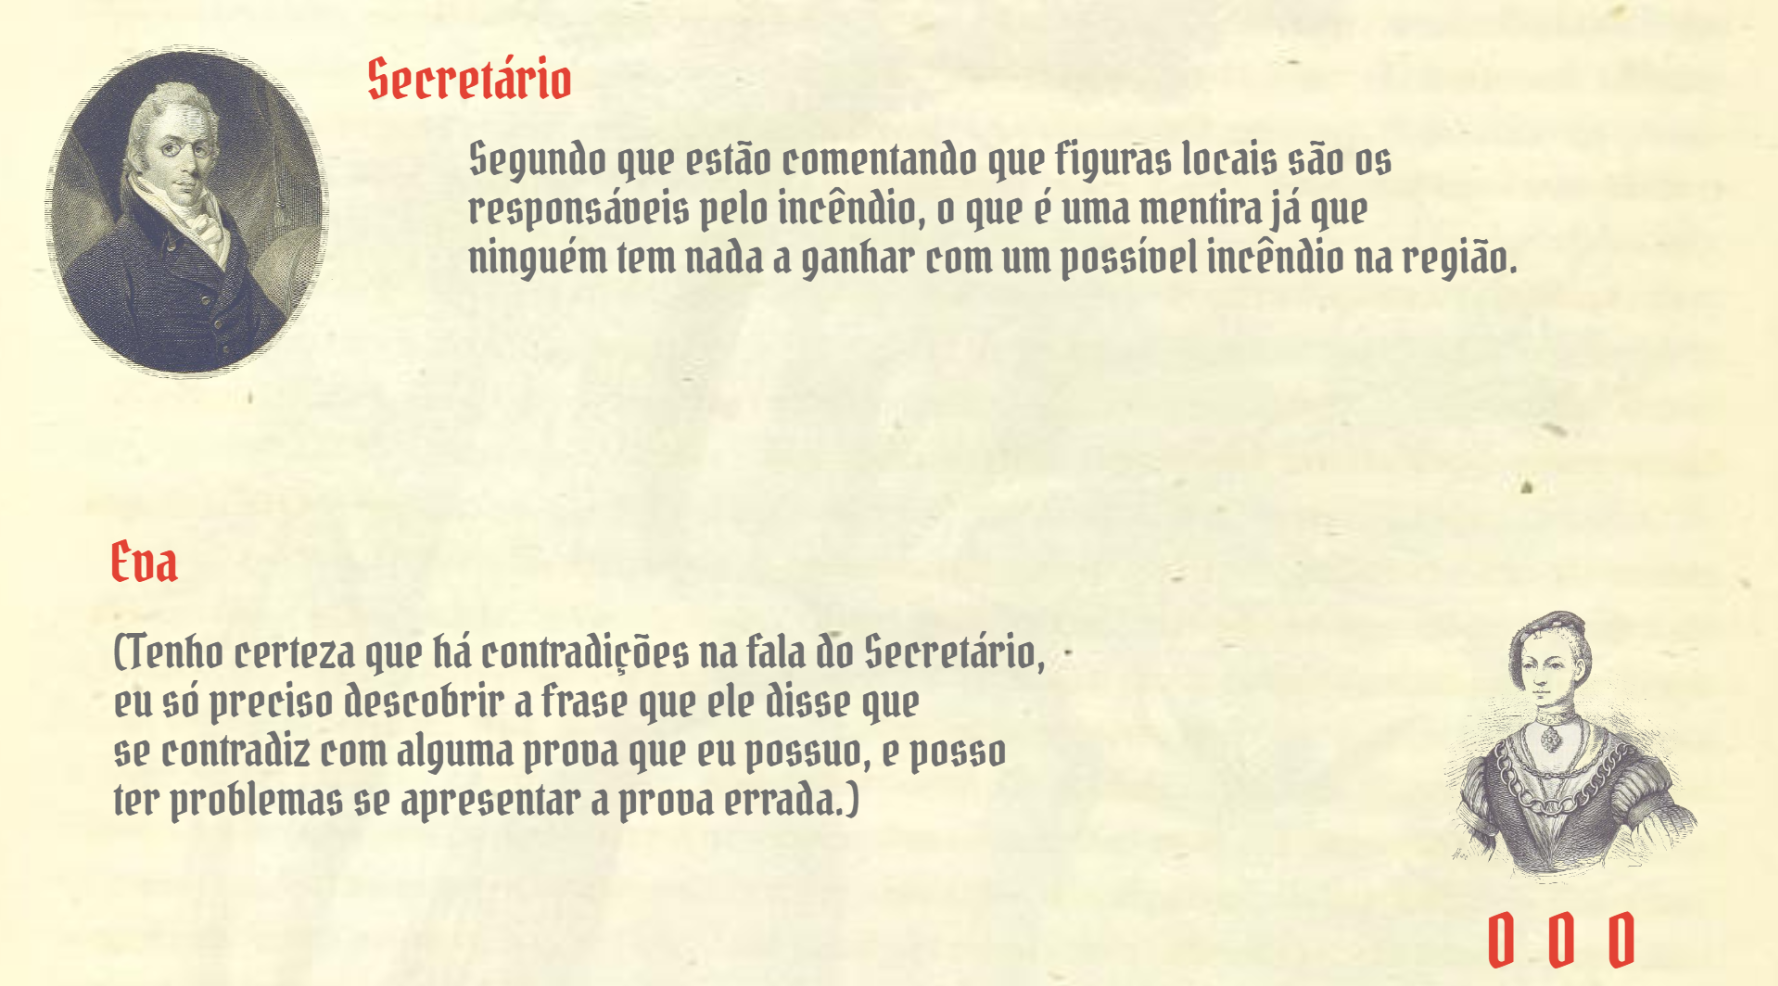 Secretário
Segundo que estão comentando que figuras locais são os
responsáveis pelo incêndio, o que é uma mentira já que
ninguém tem nada a ganhar com um possível incêndio na região.
Eva
(Tenho certeza que há contradições na fala do Secretário,
eu só preciso descobrir a frase que ele disse que
se contradiz com alguma prova que eu possuo, e posso
ter problemas se apresentar a prova errada.)
0 0 0